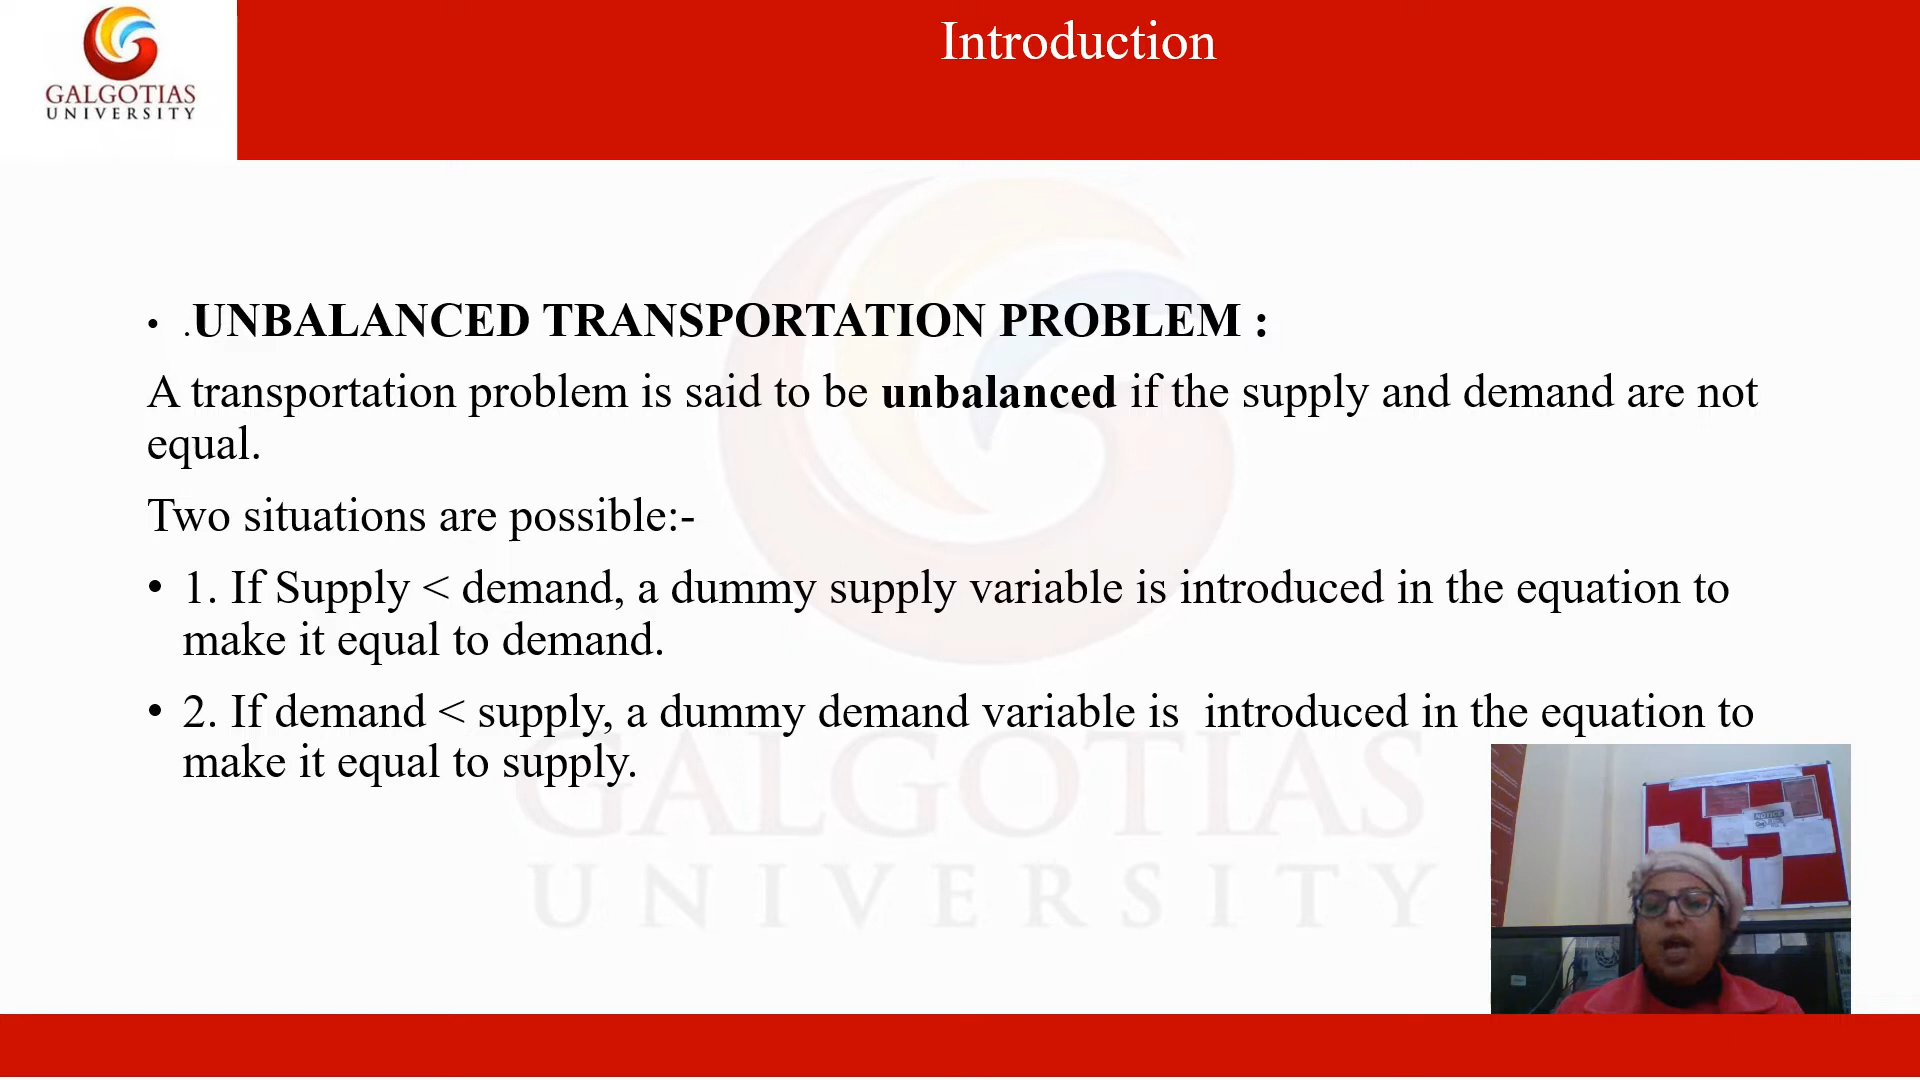 GALGOTIAS
UNIVERSITY
Introduction
• .UNBALANCED TRANSPORTATION PROBLEM :
A transportation problem is said to be unbalanced if the supply and demand are not
equal.
Two situations are possible:-
• 1. If Supply < demand, a dummy supply variable is introduced in the equation to
make it equal to demand.
• 2. If demand < supply, a dummy demand variable is  introduced in the equation to
make it equal to supply.
GALGOTIAS
UNIVERSITY
NOTICE